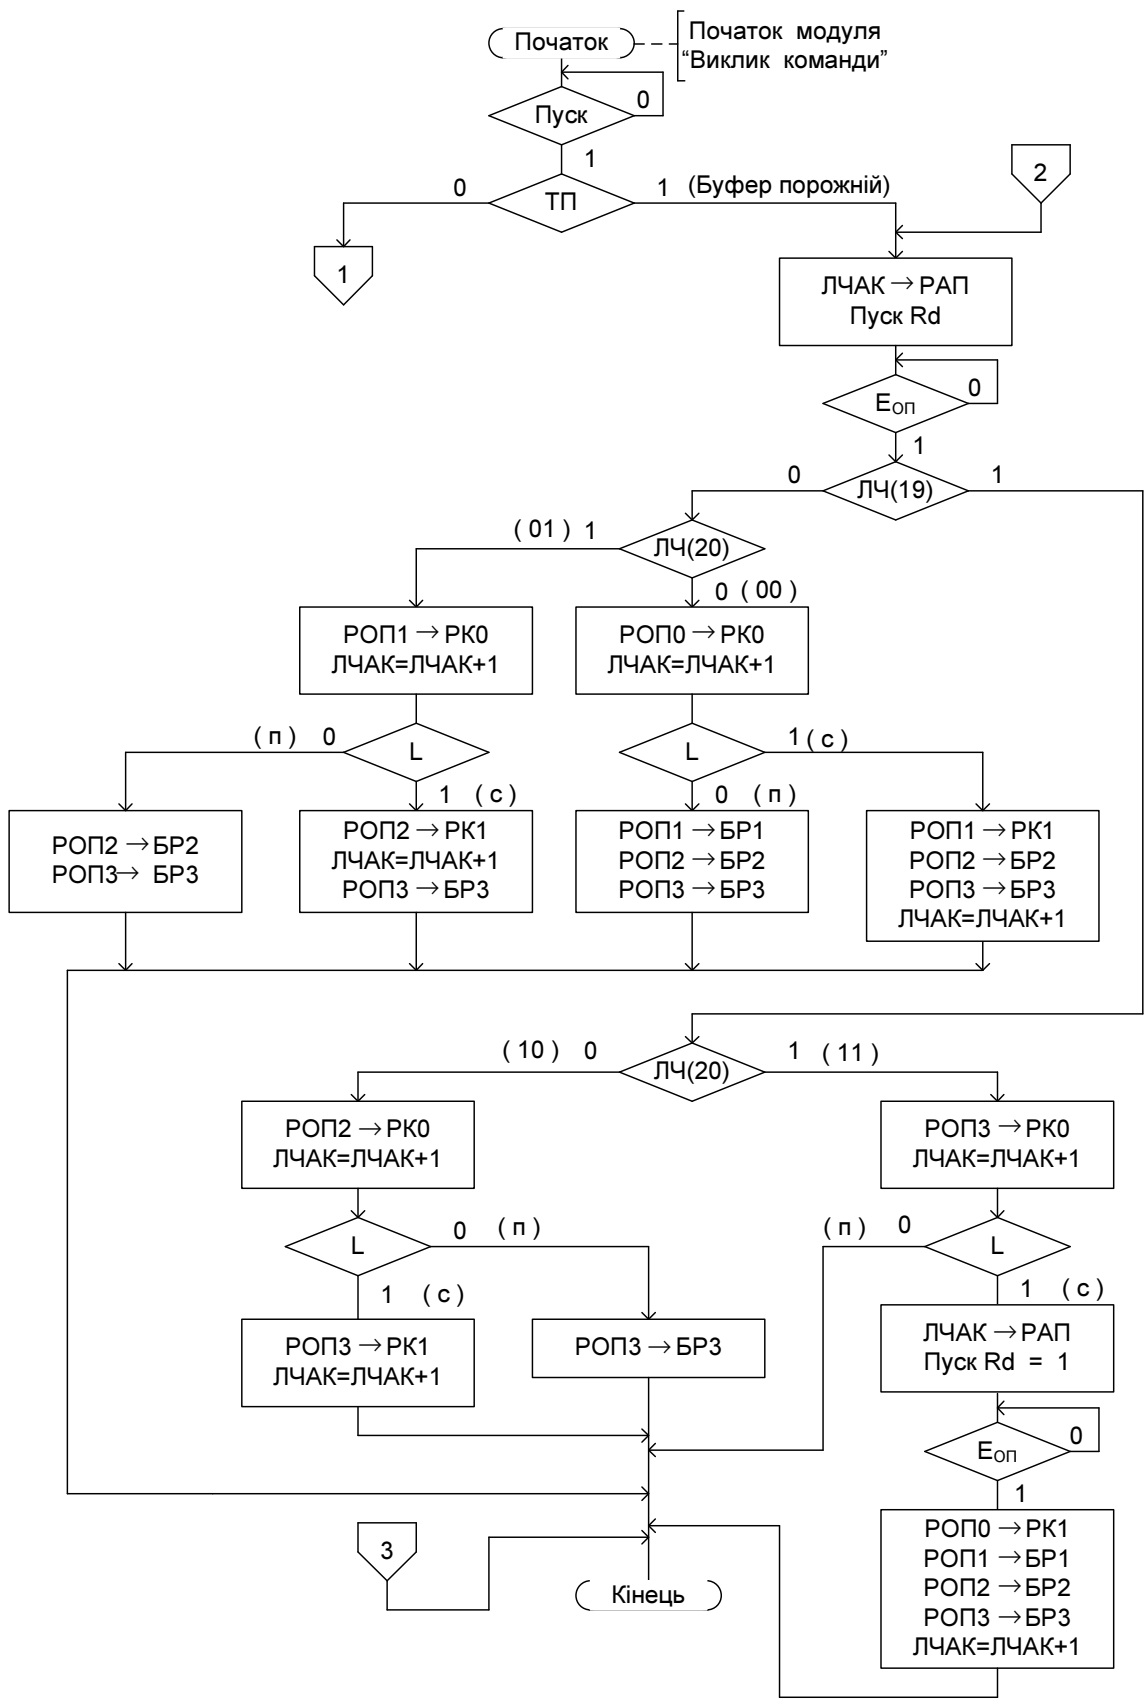 Початок
Початок модуля
“Виклик команди”
Пуск
0
1
0
ТП
1 (Буфер порожній)
2
1
ЛЧАК → РАП
Пуск Rd
0
ЕОП
1
0
ЛЧ(19)
1
( 01 ) 1
ЛЧ(20)
0 ( 00 )
РОП1 → РК0
ЛЧАК=ЛЧАК+1
РОП0 → РК0
ЛЧАК=ЛЧАК+1
( п ) 0
L
1 ( с )
L
1 ( с )
0 ( п )
РОП2 → БР2
РОП3 → БР3
РОП2 → РК1
ЛЧАК=ЛЧАК+1
РОП3 → БР3
РОП1 → БР1
РОП2 → БР2
РОП3 → БР3
РОП1 → РК1
РОП2 → БР2
РОП3 → БР3
ЛЧАК=ЛЧАК+1
( 10 ) 0
ЛЧ(20)
1 ( 11 )
РОП2 → РК0
ЛЧАК=ЛЧАК+1
РОП3 → РК0
ЛЧАК=ЛЧАК+1
L
0 ( п )
1 ( с )
( п ) 0
L
1 ( с )
РОП3 → РК1
ЛЧАК=ЛЧАК+1
РОП3 → БР3
ЛЧАК → РАП
Пуск Rd = 1
ЕОП
0
1
3
Кінець
РОП0 → РК1
РОП1 → БР1
РОП2 → БР2
РОП3 → БР3
ЛЧАК=ЛЧАК+1